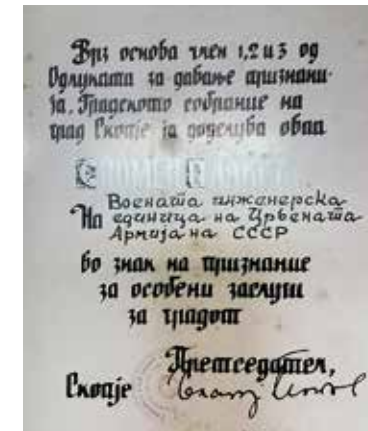 Врз основа член 1, 2 и 3 од
Одлуката за давање признани-
ја. Градското собрание на
град Скопје ја доделува оваа
На Воената инженерска
единица на Црвената
Армија на СССР
во знак на признание
за особени заслуги
за градот
Претседател,
Скопје